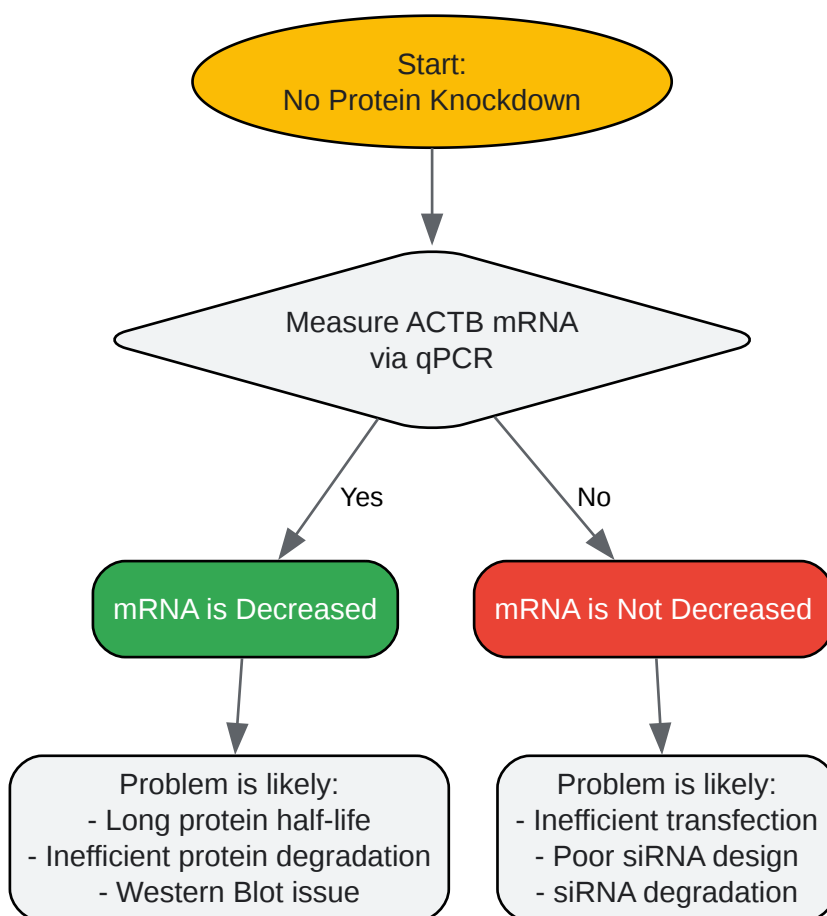 Start:
No Protein Knockdown
Measure ACTB mRNA
via qPCR
Yes
No
mRNA is Decreased
mRNA is Not Decreased
Problem is likely:
- Long protein half-life
- Inefficient protein degradation
- Western Blot issue
Problem is likely:
- Inefficient transfection
- Poor siRNA design
- siRNA degradation